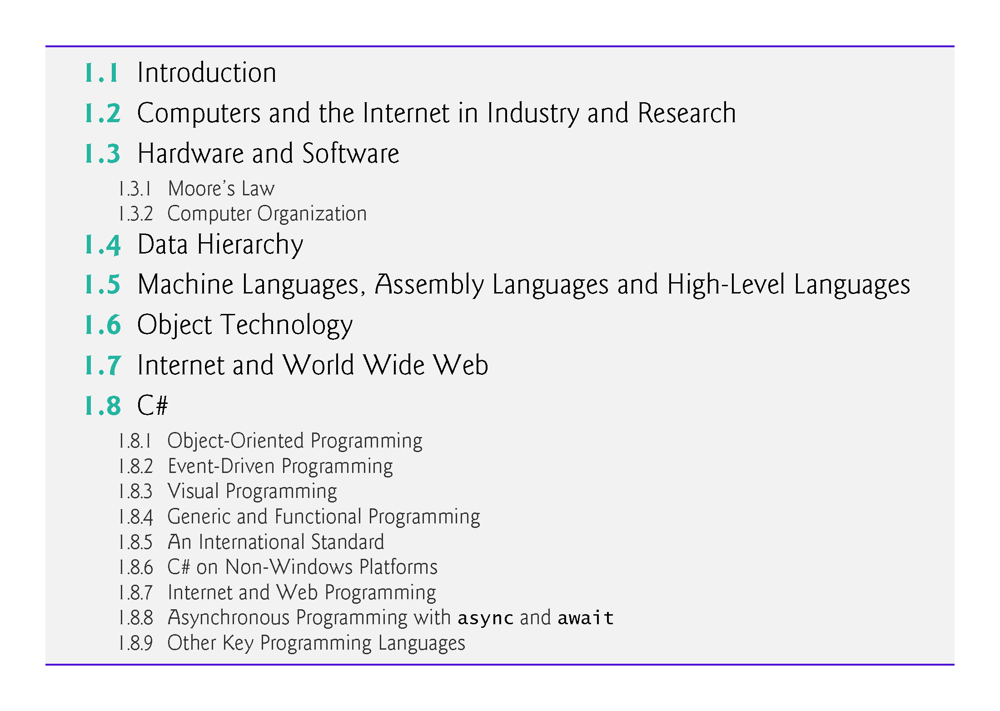 1.1 Introduction
1.2 Computers and the Internet in Industry and Research
1.3 Hardware and Software
1.3.1 Moore’s Law
1.3.2 Computer Organization
1.4 Data Hierarchy
1.5 Machine Languages, Assembly Languages and High-Level Languages
1.6 Object Technology
1.7 Internet and World Wide Web
1.8 C#
1.8.1 Object-Oriented Programming
1.8.2 Event-Driven Programming
1.8.3 Visual Programming
1.8.4 Generic and Functional Programming
1.8.5 An International Standard
1.8.6 C# on Non-Windows Platforms
1.8.7 Internet and Web Programming
1.8.8 Asynchronous Programming with async and await
1.8.9 Other Key Programming Languages